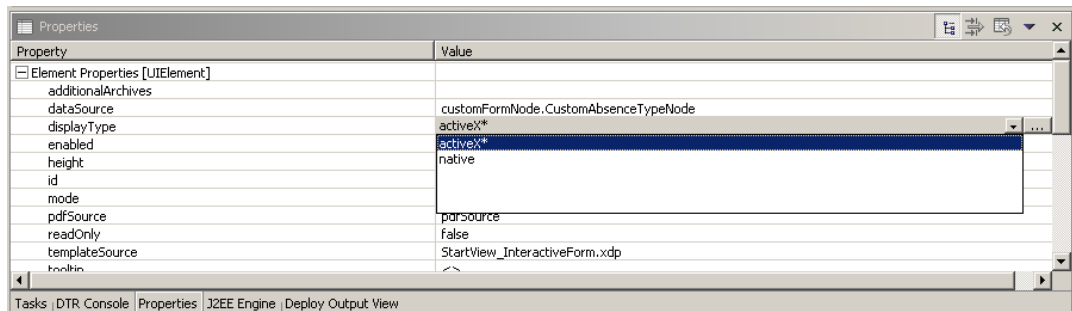 Properties
Property Value
Element Properties [UIElement]
additionalArchives
dataSource customFormNode.CustomAbsenceTypeNode
displayType activeX* ...
enabled activeX*
height native
id
mode
pdfSource pdfSource
readOnly false
templateSource StartView_InteractiveForm.xdp
tooltip <>
Tasks DTR Console Properties J2EE Engine Deploy Output View